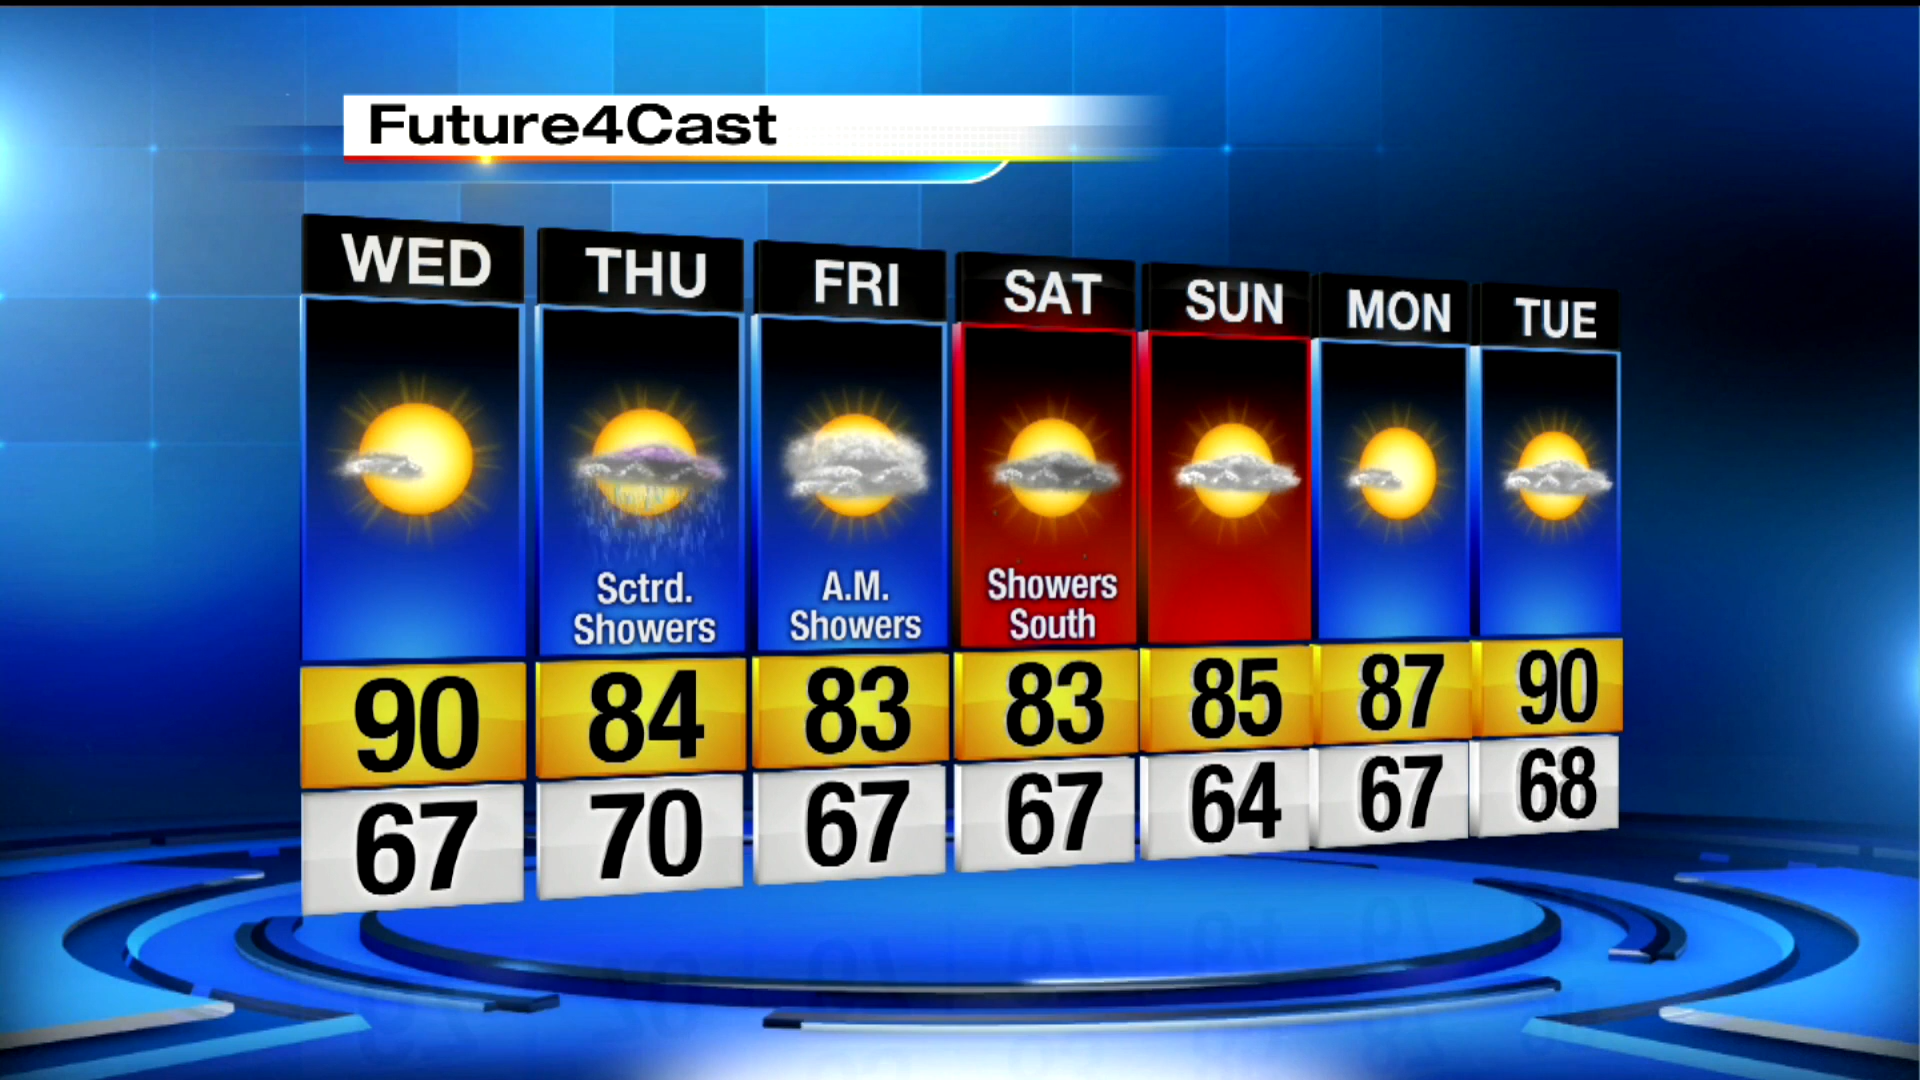 Future4Cast
WED THU FRI SAT SUN MON TUE
Sctrd. Showers
A.M. Showers
Showers South
90 84 83 83 85 87 90
67 70 67 67 64 67 68